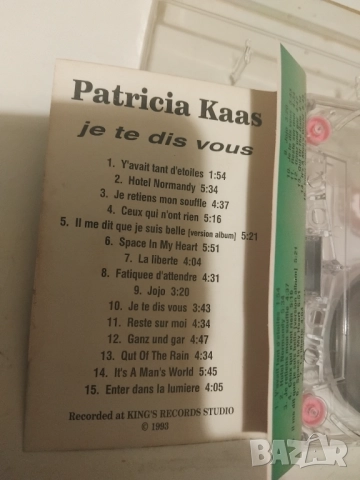 Patricia Kaas
je te dis vous
1. Y'avait tant d'etoiles 1:54
2. Hotel Normandy 5:34
3. Je retiens mon souffle 4:37
4. Ceux qui n'ont rien 5:16
5. Il me dit que je suis belle [version album] 5:21
6. Space In My Heart 5:51
7. La liberte 4:04
8. Fatiquee d'attendre 4:31
9. Jojo 3:20
10. Je te dis vous 3:43
11. Reste sur moi 4:34
12. Ganz und gar 4:47
13. Qut Of The Rain 4:34
14. It's A Man's World 5:45
15. Enter dans la lumiere 4:05
Recorded at KING'S RECORDS STUDIO
© 1993
BAZAR